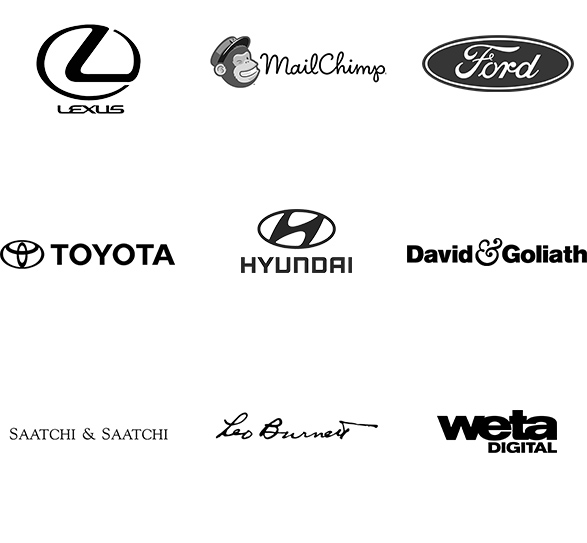 LEXUS
MailChimp
Ford
TOYOTA
HYUNDAI
David&Goliath
SAATCHI & SAATCHI
Leo Burnett
weta
DIGITAL